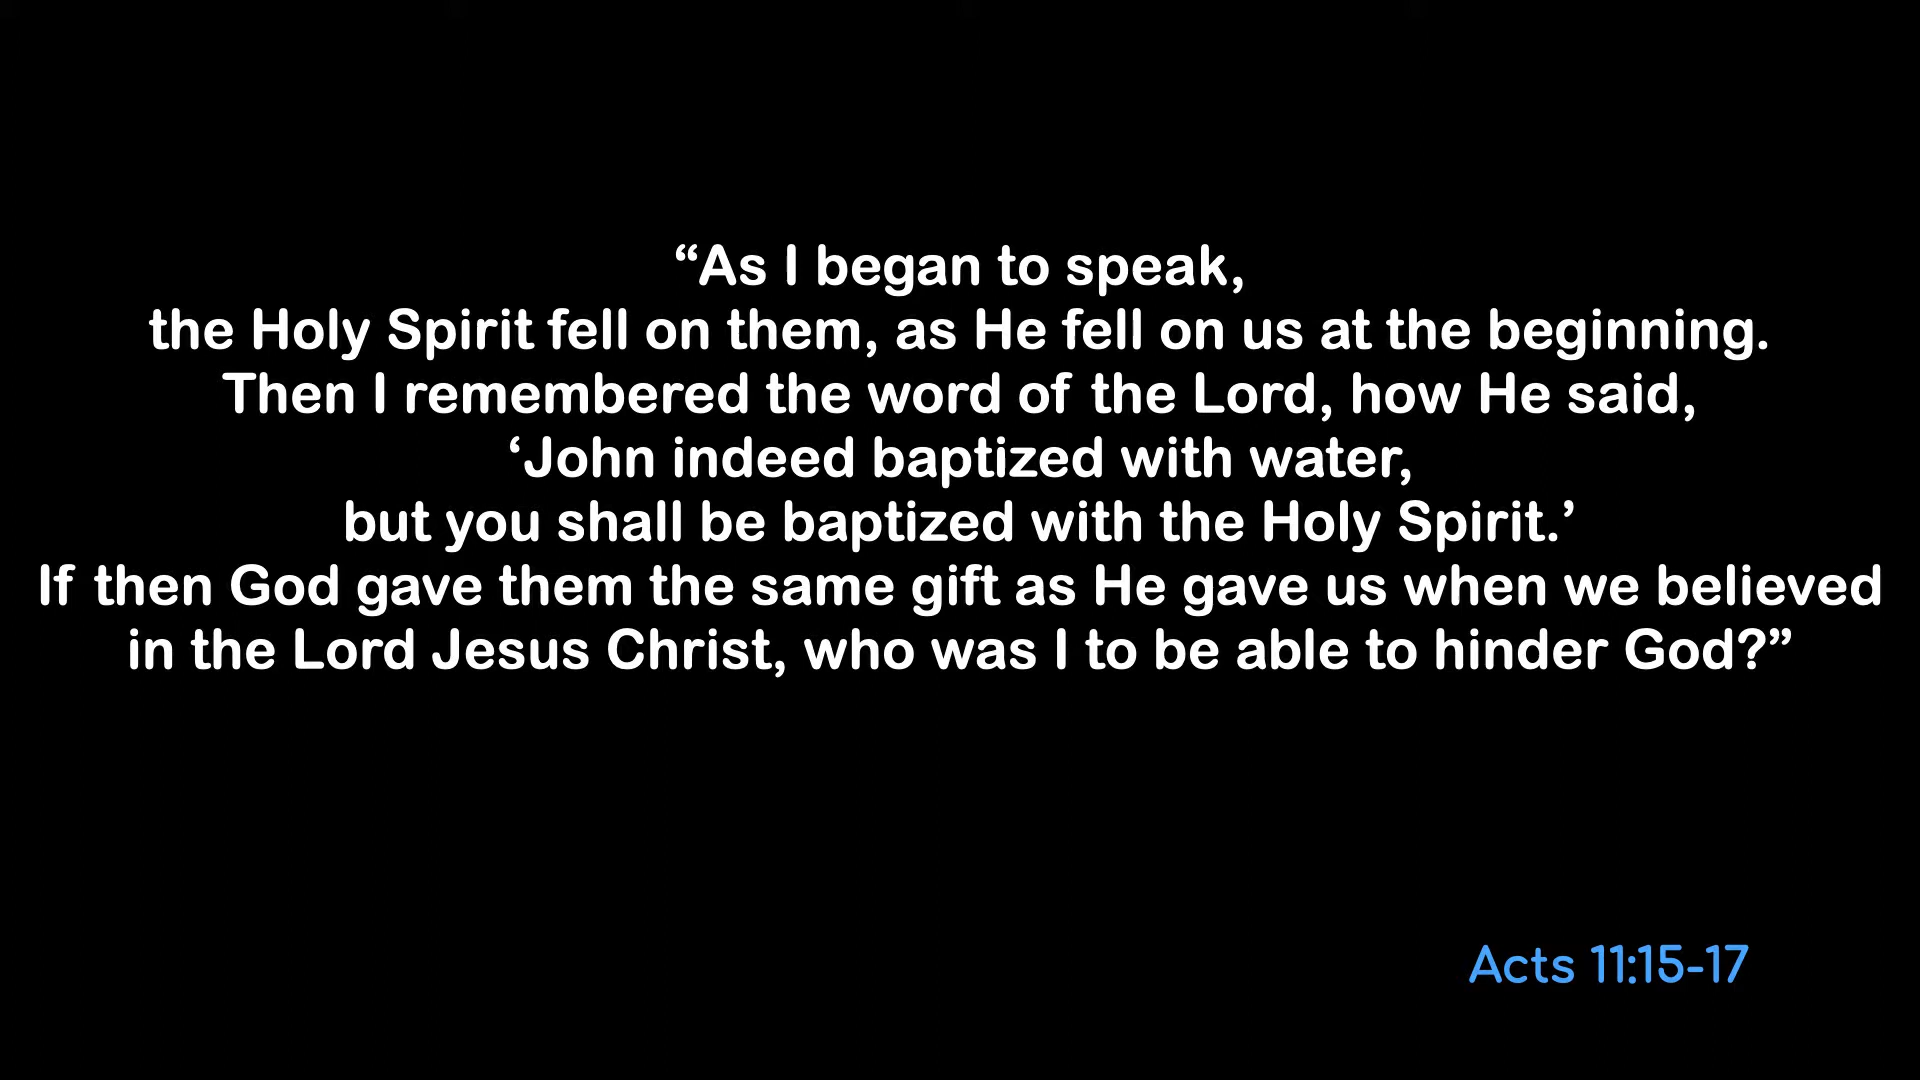 “As I began to speak,
the Holy Spirit fell on them, as He fell on us at the beginning.
Then I remembered the word of the Lord, how He said,
‘John indeed baptized with water,
but you shall be baptized with the Holy Spirit.’
If then God gave them the same gift as He gave us when we believed
in the Lord Jesus Christ, who was I to be able to hinder God?”
Acts 11:15-17